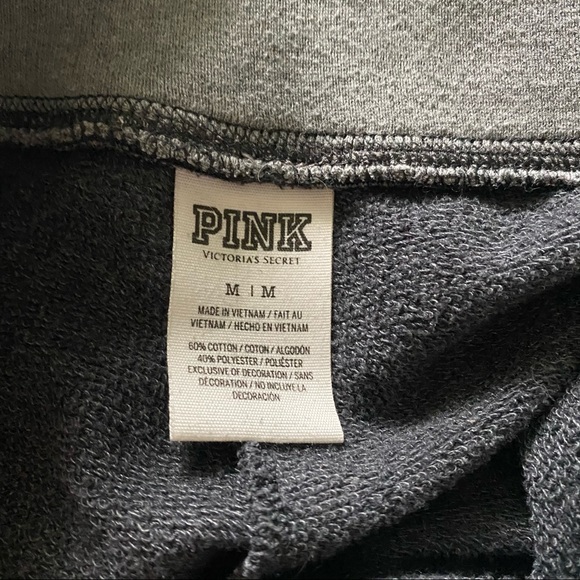 PINK
VICTORIA'S SECRET
M | M
MADE IN VIETNAM / FAIT AU
VIETNAM / HECHO EN VIETNAM
60% COTTON / COTON / ALGODÓN
40% POLYESTER / POLIÉSTER
EXCLUSIVE OF DECORATION / SANS
DÉCORATION / NO INCLUYE LA
DECORACIÓN